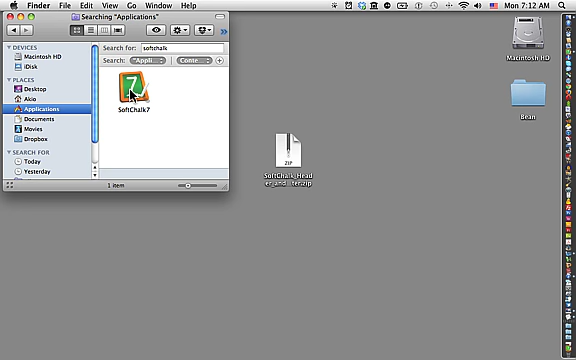 Finder File Edit View Go Window Help Mon 7:12 AM
Searching "Applications"
Search for: softchalk
Search: "Appli Conte
DEVICES
Macintosh HD
iDisk
PLACES
Desktop
Akio
Applications
Documents
Movies
Dropbox
SEARCH FOR
Today
Yesterday
7
SoftChalk7
1 item
ZIP
SoftChalk_Head
er_and...ter.zip
Macintosh HD
Bean